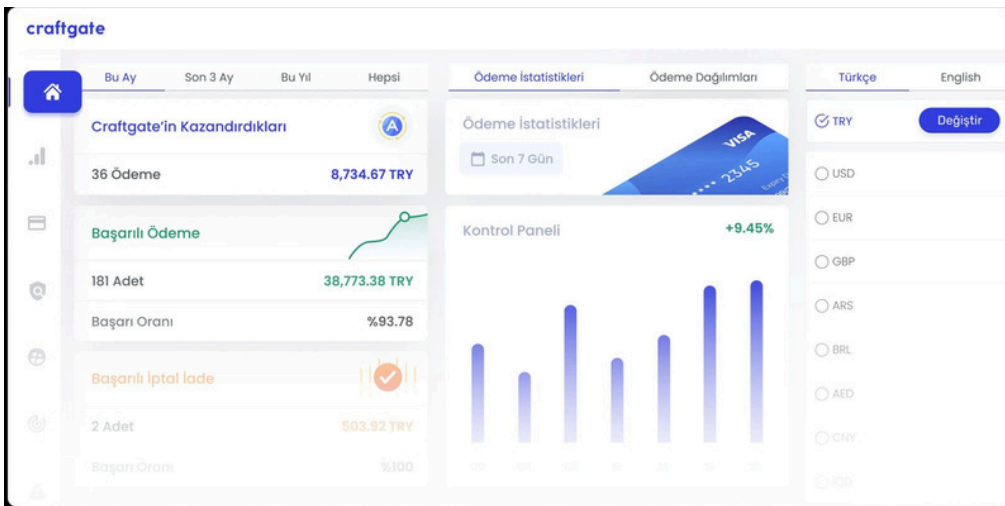 craftgate
Bu Ay Son 3 Ay Bu Yıl Hepsi
Craftgate'in Kazandırdıkları
36 Ödeme 8,734.67 TRY
Başarılı Ödeme
181 Adet 38,773.38 TRY
Başarı Oranı %93.78
Başarılı İptal İade
2 Adet 503.92 TRY
Başarı Oranı %100
Ödeme İstatistikleri Ödeme Dağılımları
Ödeme İstatistikleri
Son 7 Gün
VISA
•••• 2345
Kontrol Paneli +9.45%
Türkçe English
TRY Değiştir
USD
EUR
GBP
ARS
BRL
AED
CNY